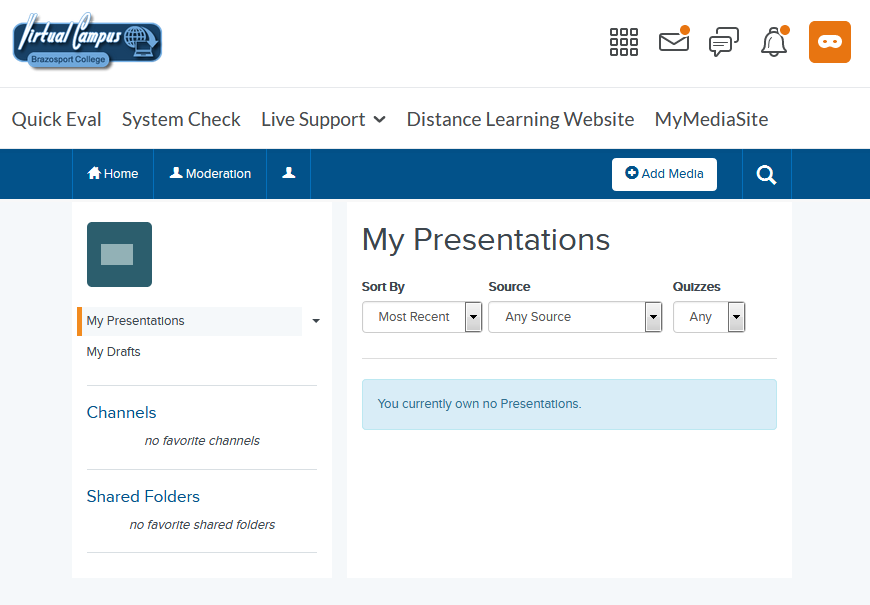 Virtual Campus
Brazosport College
Quick Eval System Check Live Support Distance Learning Website MyMediaSite
Home Moderation Add Media
My Presentations
Sort By Source Quizzes
Most Recent Any Source Any
My Presentations
My Drafts
You currently own no Presentations.
Channels
no favorite channels
Shared Folders
no favorite shared folders